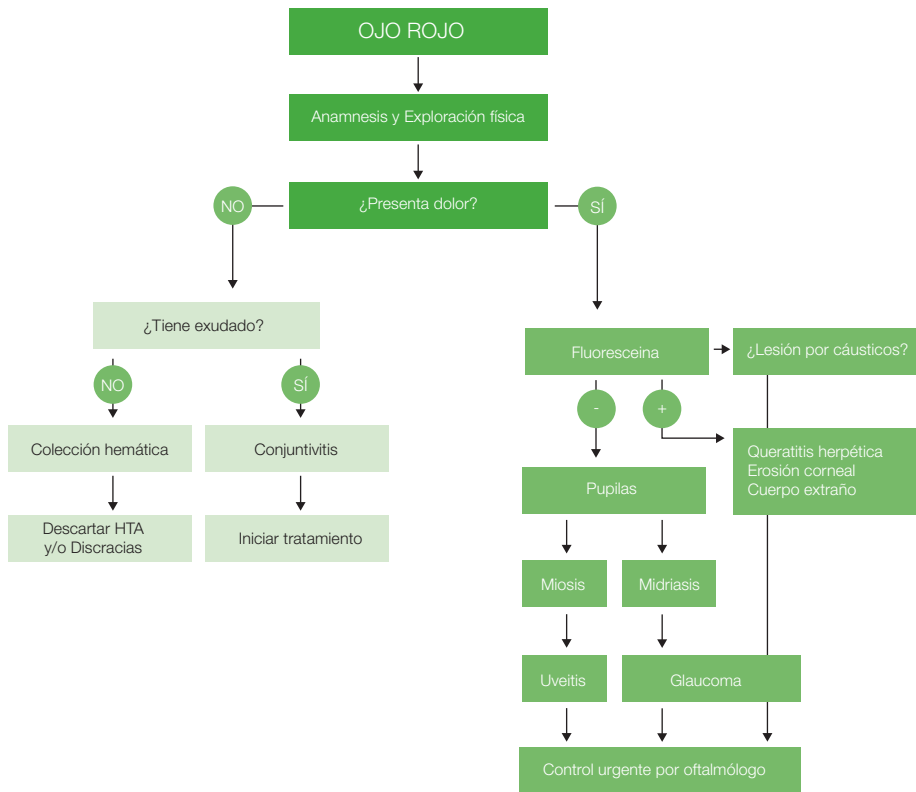 OJO ROJO
Anamnesis y Exploración física
¿Presenta dolor?
NO
SÍ
¿Tiene exudado?
NO
SÍ
Colección hemática
Conjuntivitis
Descartar HTA
y/o Discracias
Iniciar tratamiento
Fluoresceina
¿Lesión por cáusticos?
-
+
Queratitis herpética
Erosión corneal
Cuerpo extraño
Pupilas
Miosis
Midriasis
Uveitis
Glaucoma
Control urgente por oftalmólogo